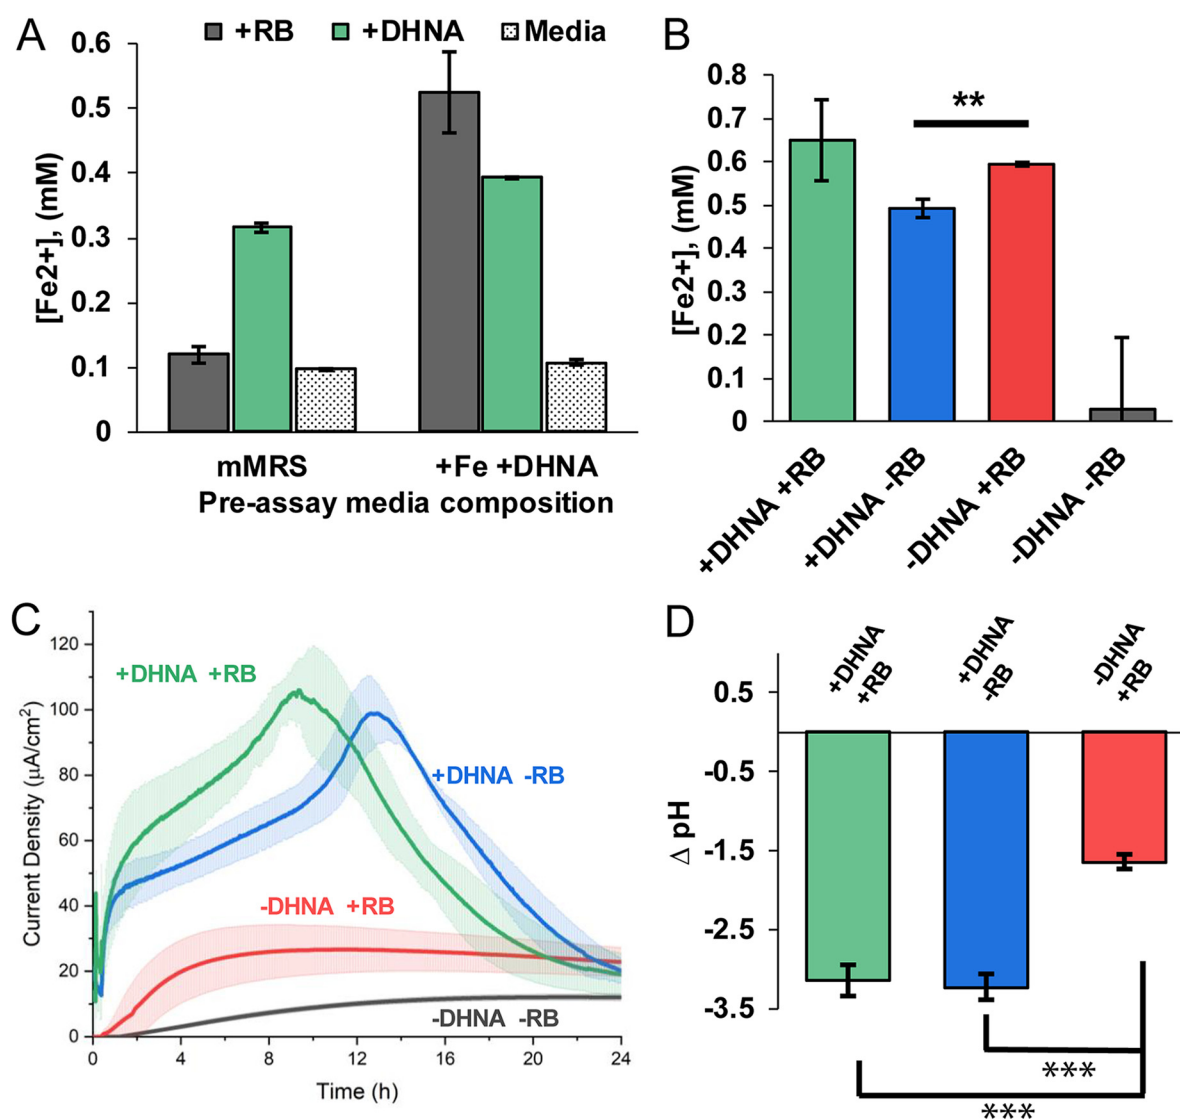 A
+RB +DHNA Media
[Fe2+], (mM)
0.6
0.5
0.4
0.3
0.2
0.1
0
mMRS +Fe +DHNA
Pre-assay media composition
B
[Fe2+], (mM)
0.8
0.7
0.6
0.5
0.4
0.3
0.2
0.1
0
**
+DHNA +RB
+DHNA -RB
-DHNA +RB
-DHNA -RB
C
Current Density (µA/cm²)
120
100
80
60
40
20
0
+DHNA +RB
+DHNA -RB
-DHNA +RB
-DHNA -RB
0 4 8 12 16 20 24
Time (h)
D
+DHNA
+RB
+DHNA
-RB
-DHNA
+RB
Δ pH
0.5
-0.5
-1.5
-2.5
-3.5
***
***